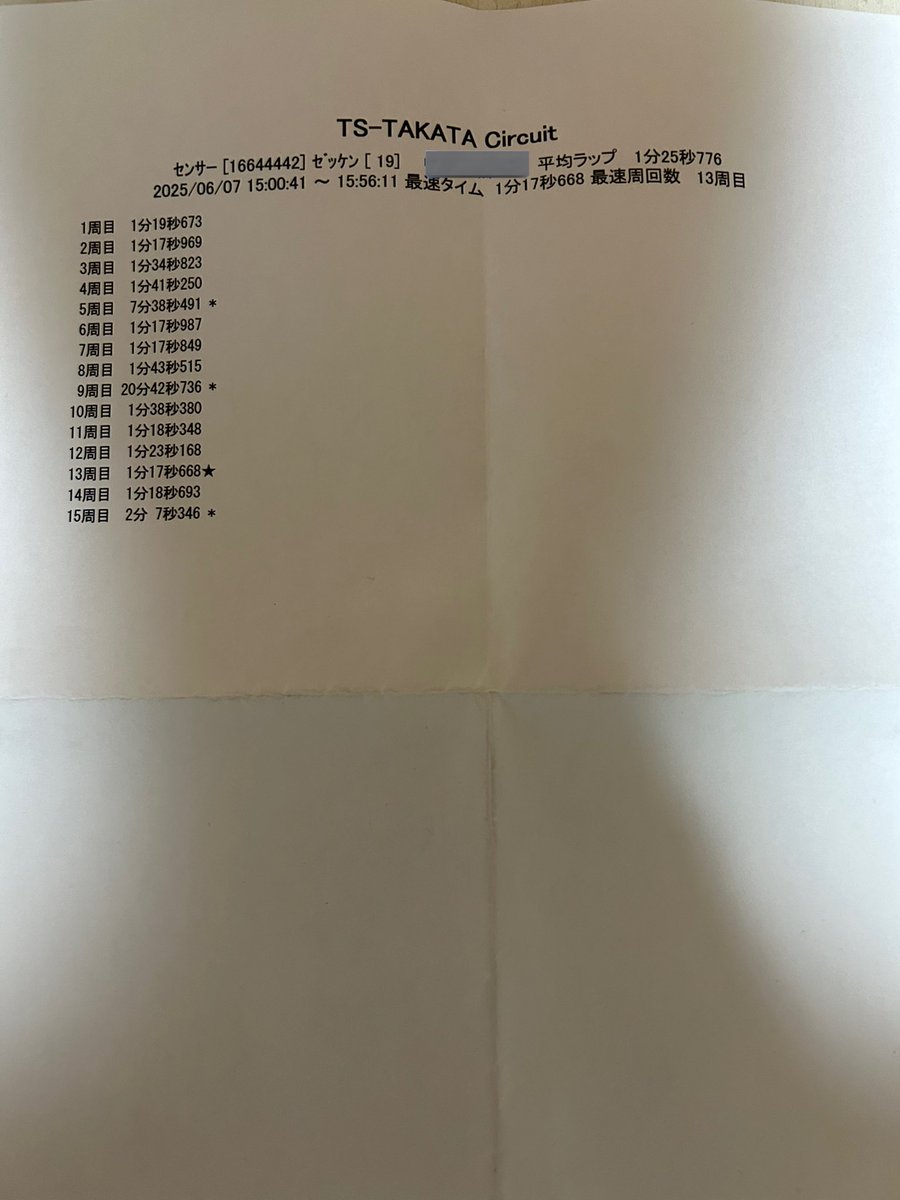 TS-TAKATA Circuit
センサー [16644442] ｾﾞｯｹﾝ [ 19] 平均ラップ 1分25秒776
2025/06/07 15:00:41 ～ 15:56:11 最速タイム 1分17秒668 最速周回数 13周目
1周目 1分19秒673
2周目 1分17秒969
3周目 1分34秒823
4周目 1分41秒250
5周目 7分38秒491 *
6周目 1分17秒987
7周目 1分17秒849
8周目 1分43秒515
9周目 20分42秒736 *
10周目 1分38秒380
11周目 1分18秒348
12周目 1分23秒168
13周目 1分17秒668★
14周目 1分18秒693
15周目 2分 7秒346 *